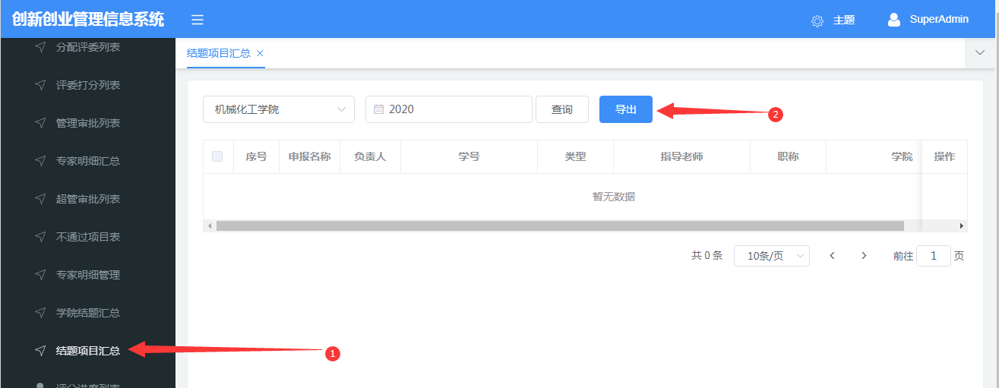 创新创业管理信息系统
主题
SuperAdmin
分配评委列表
评委打分列表
管理审批列表
专家明细汇总
超管审批列表
不通过项目表
专家明细管理
学院结题汇总
结题项目汇总
1
评分进度列表
结题项目汇总
机械化工学院
2020
查询
导出
2
序号 申报名称 负责人 学号 类型 指导老师 职称 学院 操作
暂无数据
共 0 条 10条/页 前往 1 页